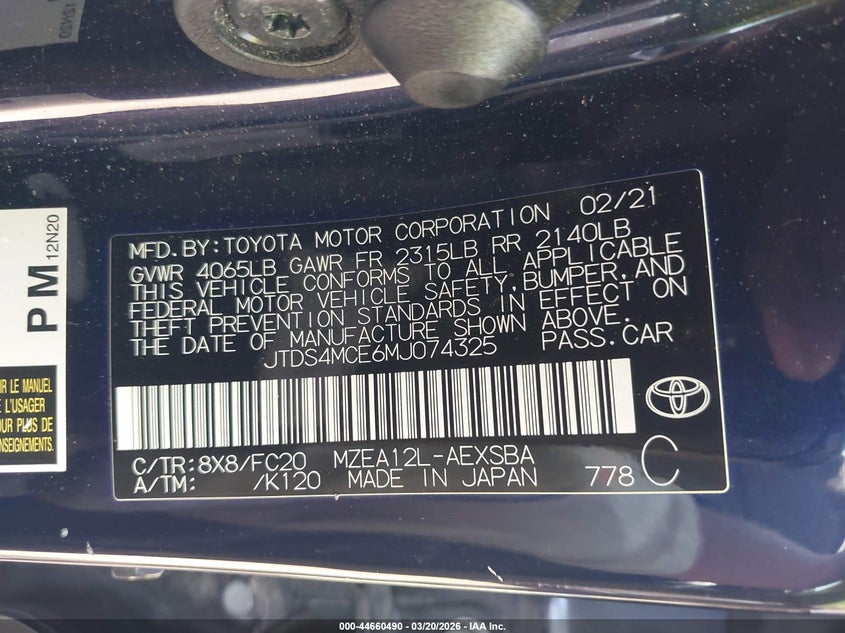 MFD.BY:TOYOTA MOTOR CORPORATION 02/21
GVWR 4065LB GAWR FR 2315LB RR 2140LB
THIS VEHICLE CONFORMS TO ALL APPLICABLE
FEDERAL MOTOR VEHICLE SAFETY,BUMPER,AND
THEFT PREVENTION STANDARDS IN EFFECT ON
THE DATE OF MANUFACTURE SHOWN ABOVE.
JTDS4MCE6MJ074325 PASS.CAR
C/TR:8X8/FC20 MZEA12L-AEXSBA
A/TM: /K120 MADE IN JAPAN 778 C
PM 12N20
LE MANUEL
L'USAGER
PLUS DE
000-44660490 — 03/20/2026 — IAA Inc.